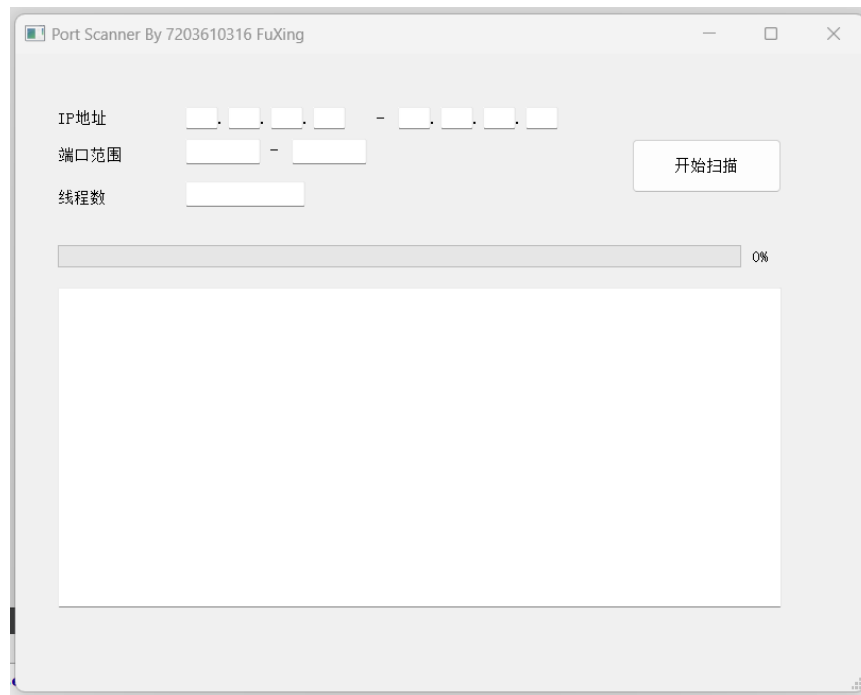 Port Scanner By 7203610316 FuXing
IP地址 . . . - . . .
端口范围 -
开始扫描
线程数
0%